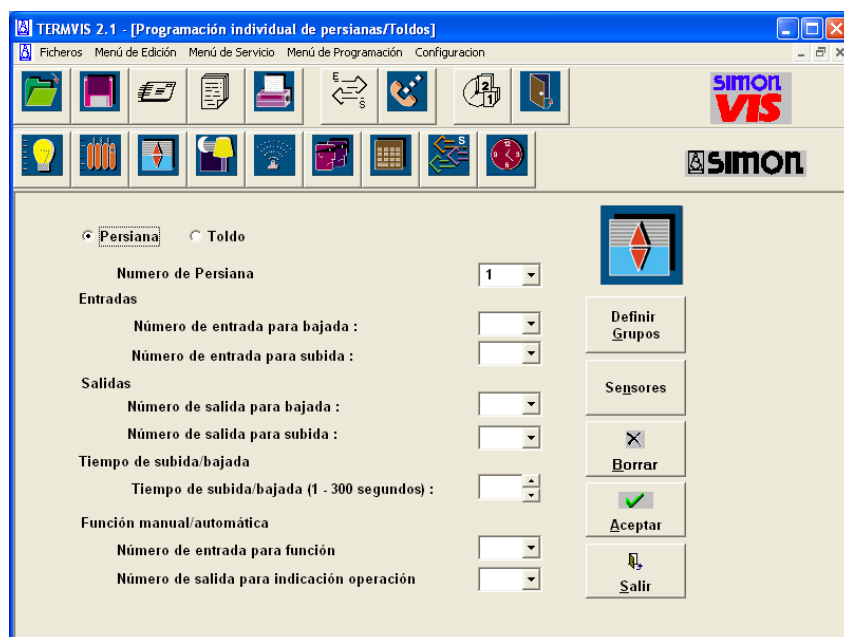 TERMVIS 2.1 - [Programación individual de persianas/Toldos]
Ficheros Menú de Edición Menú de Servicio Menú de Programación Configuracion
E
S
2
1
simon
VIS
S
simon
Persiana Toldo
Numero de Persiana 1
Entradas
Número de entrada para bajada :
Número de entrada para subida :
Salidas
Número de salida para bajada :
Número de salida para subida :
Tiempo de subida/bajada
Tiempo de subida/bajada (1 - 300 segundos) :
Función manual/automática
Número de entrada para función
Número de salida para indicación operación
Definir
Grupos
Sensores
Borrar
Aceptar
Salir